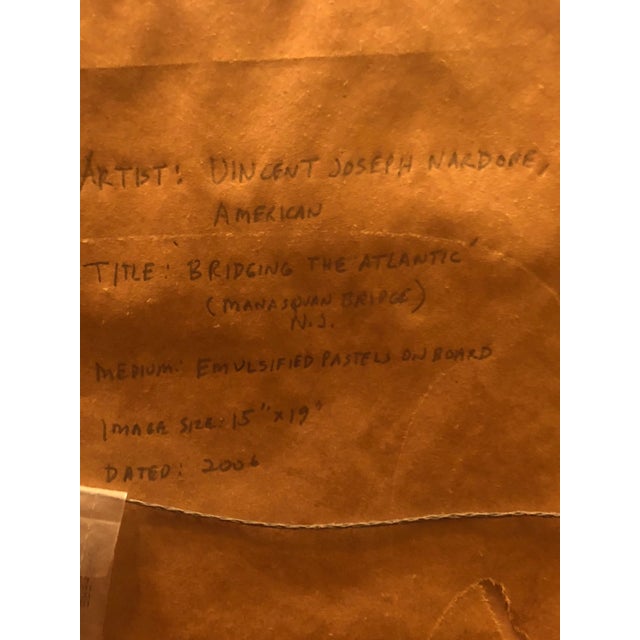 ARTIST: VINCENT JOSEPH NARDONE,
AMERICAN
TITLE: "BRIDGING THE ATLANTIC"
(MANASQUAN BRIDGE)
N.J.
MEDIUM: EMULSIFIED PASTELS ON BOARD
IMAGE SIZE: 15" x 19"
DATED: 2006